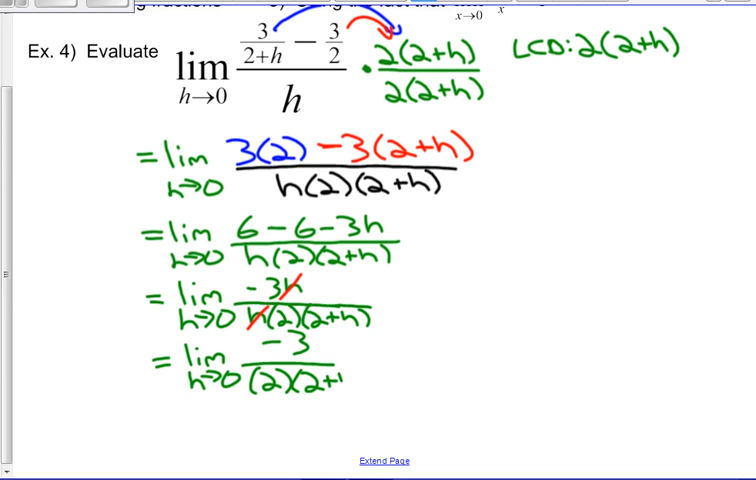 x→0 x
Ex. 4) Evaluate lim h→0 (3/(2+h) − 3/2)/h · 2(2+h)/2(2+h) LCD: 2(2+h)
= lim h→0 (3(2) − 3(2+h))/(h(2)(2+h))
= lim h→0 (6 − 6 − 3h)/(h(2)(2+h))
= lim h→0 (-3h)/(h(2)(2+h))
= lim h→0 (-3)/((2)(2+
Extend Page